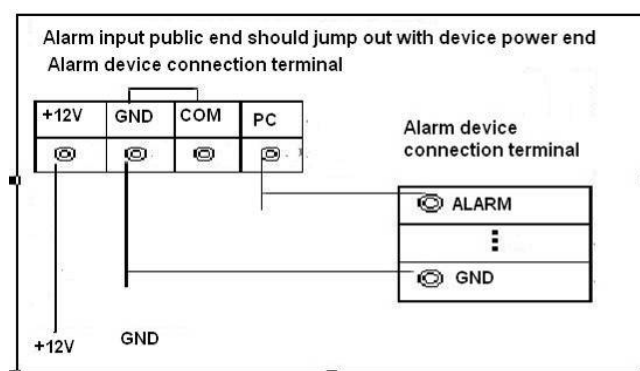 Alarm input public end should jump out with device power end
Alarm device connection terminal
+12V GND COM PC
Alarm device
connection terminal
ALARM
GND
+12V GND